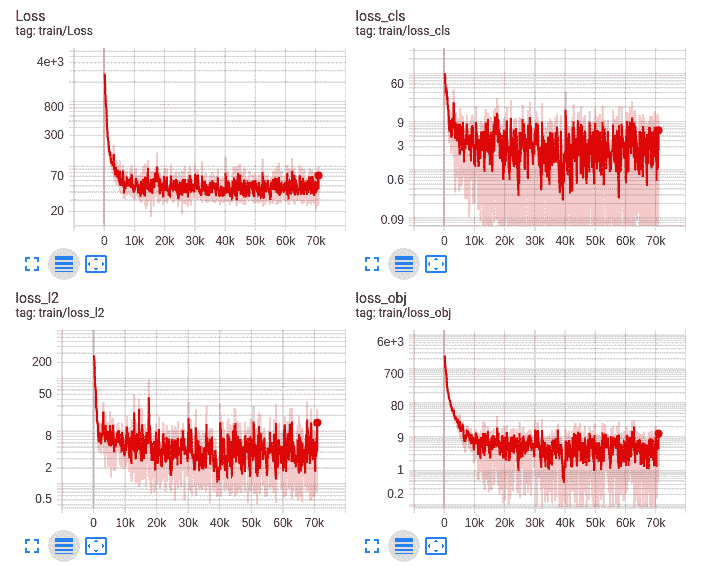 Loss
tag: train/Loss
4e+3
800
300
70
20
0 10k 20k 30k 40k 50k 60k 70k
loss_cls
tag: train/loss_cls
60
9
3
0.6
0.09
0 10k 20k 30k 40k 50k 60k 70k
loss_l2
tag: train/loss_l2
200
50
8
2
0.5
0 10k 20k 30k 40k 50k 60k 70k
loss_obj
tag: train/loss_obj
6e+3
700
80
9
1
0.2
0 10k 20k 30k 40k 50k 60k 70k